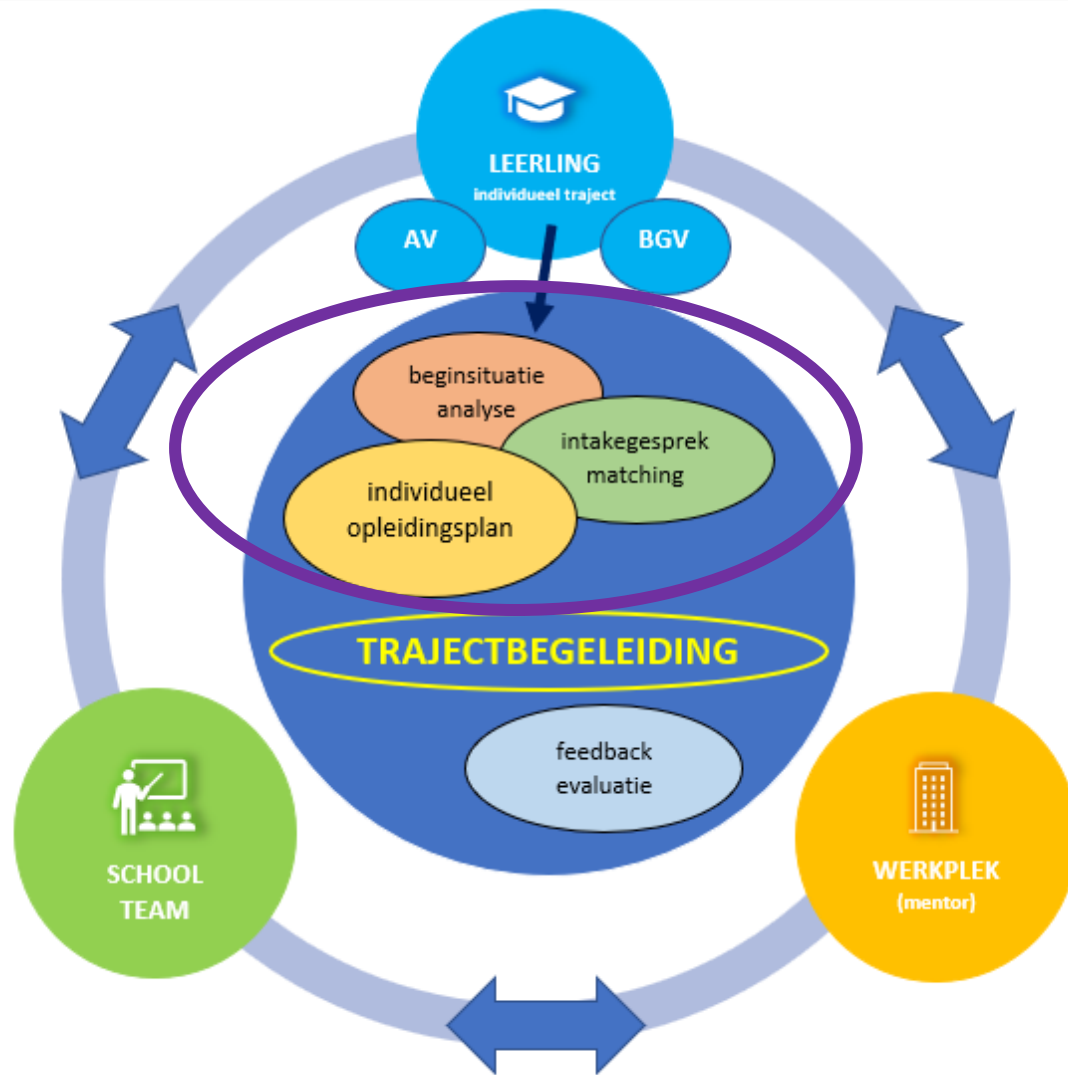 LEERLING
individueel traject
AV
BGV
beginsituatie
analyse
intakegesprek
matching
individueel
opleidingsplan
TRAJECTBEGELEIDING
feedback
evaluatie
SCHOOL
TEAM
WERKPLEK
(mentor)